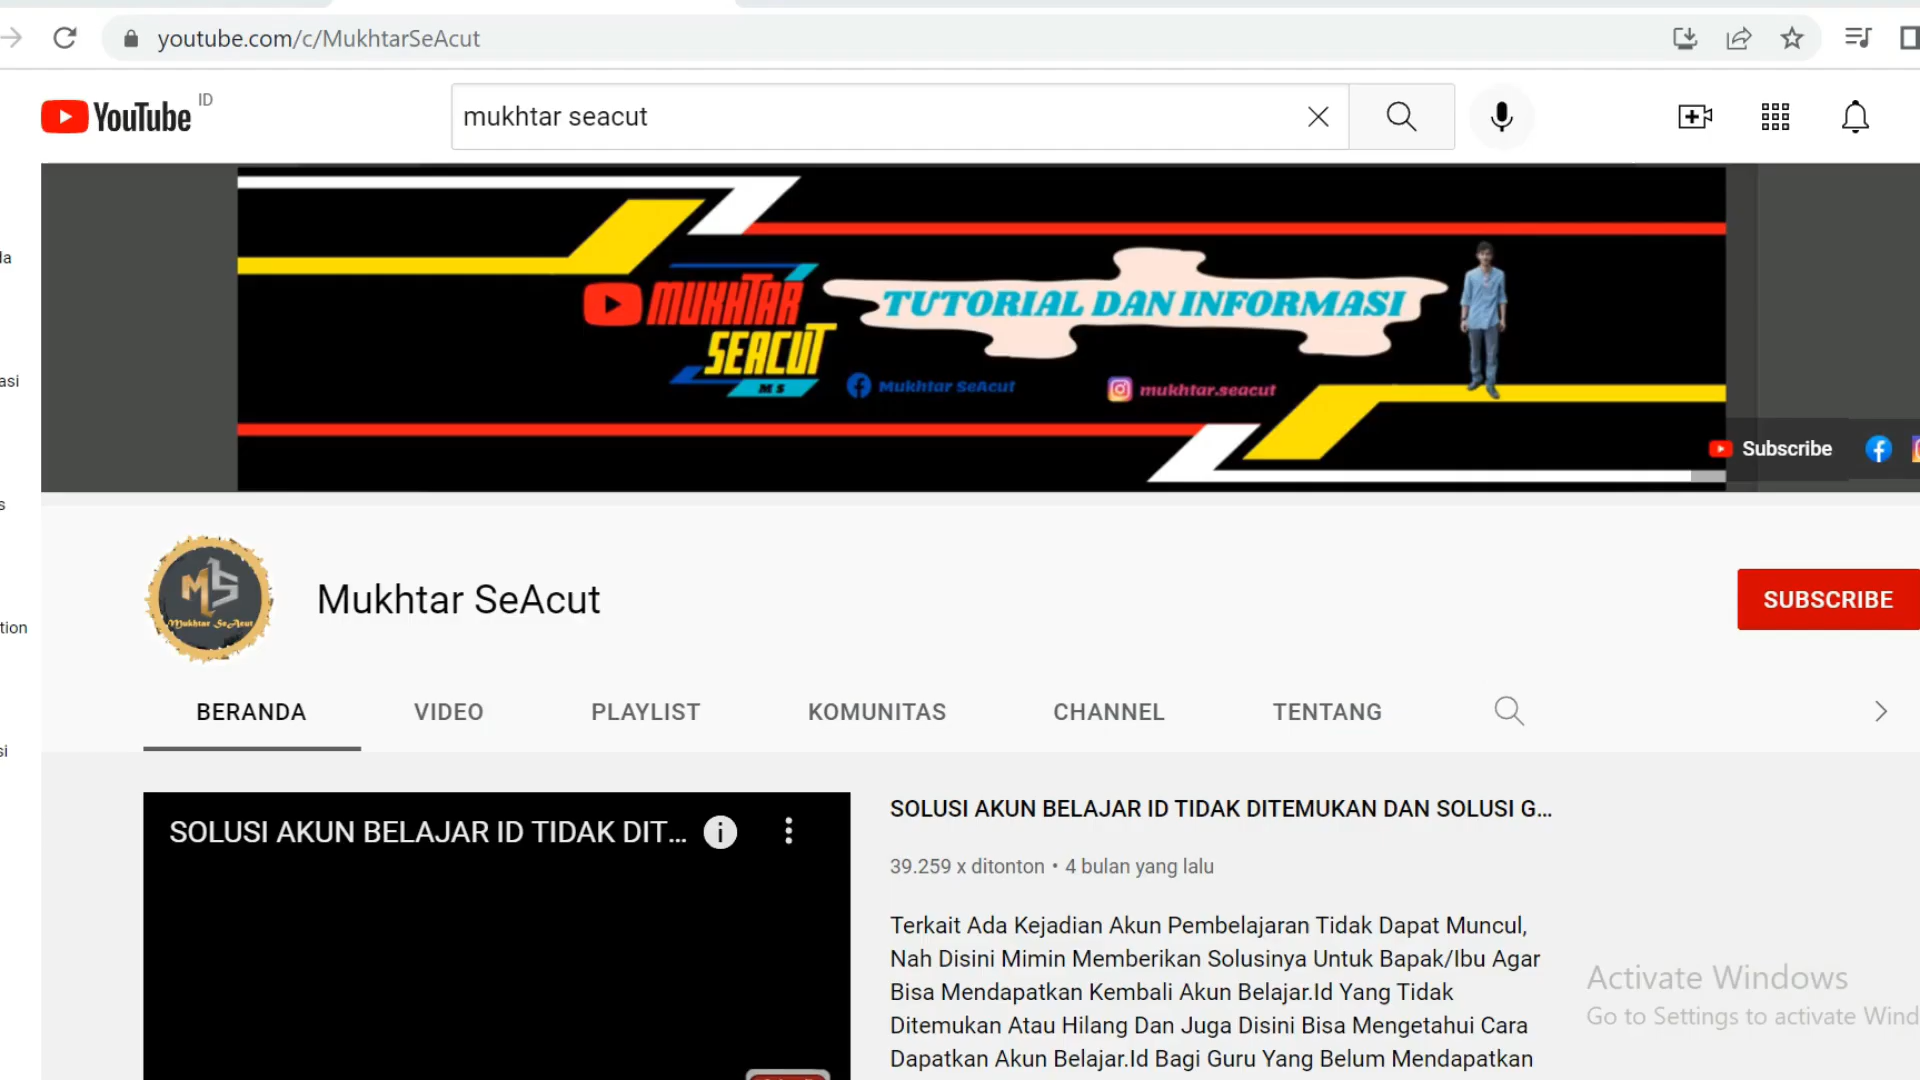 youtube.com/c/MukhtarSeAcut
YouTube ID
mukhtar seacut
MUKHTAR
SEACUT
M S
TUTORIAL DAN INFORMASI
Mukhtar SeAcut
mukhtar.seacut
Subscribe
Mukhtar SeAcut
Mukhtar SeAcut
SUBSCRIBE
BERANDA
VIDEO
PLAYLIST
KOMUNITAS
CHANNEL
TENTANG
SOLUSI AKUN BELAJAR ID TIDAK DIT...
SOLUSI AKUN BELAJAR ID TIDAK DITEMUKAN DAN SOLUSI G...
39.259 x ditonton • 4 bulan yang lalu
Terkait Ada Kejadian Akun Pembelajaran Tidak Dapat Muncul,
Nah Disini Mimin Memberikan Solusinya Untuk Bapak/Ibu Agar
Bisa Mendapatkan Kembali Akun Belajar.Id Yang Tidak
Ditemukan Atau Hilang Dan Juga Disini Bisa Mengetahui Cara
Dapatkan Akun Belajar.Id Bagi Guru Yang Belum Mendapatkan
Activate Windows
Go to Settings to activate Wind